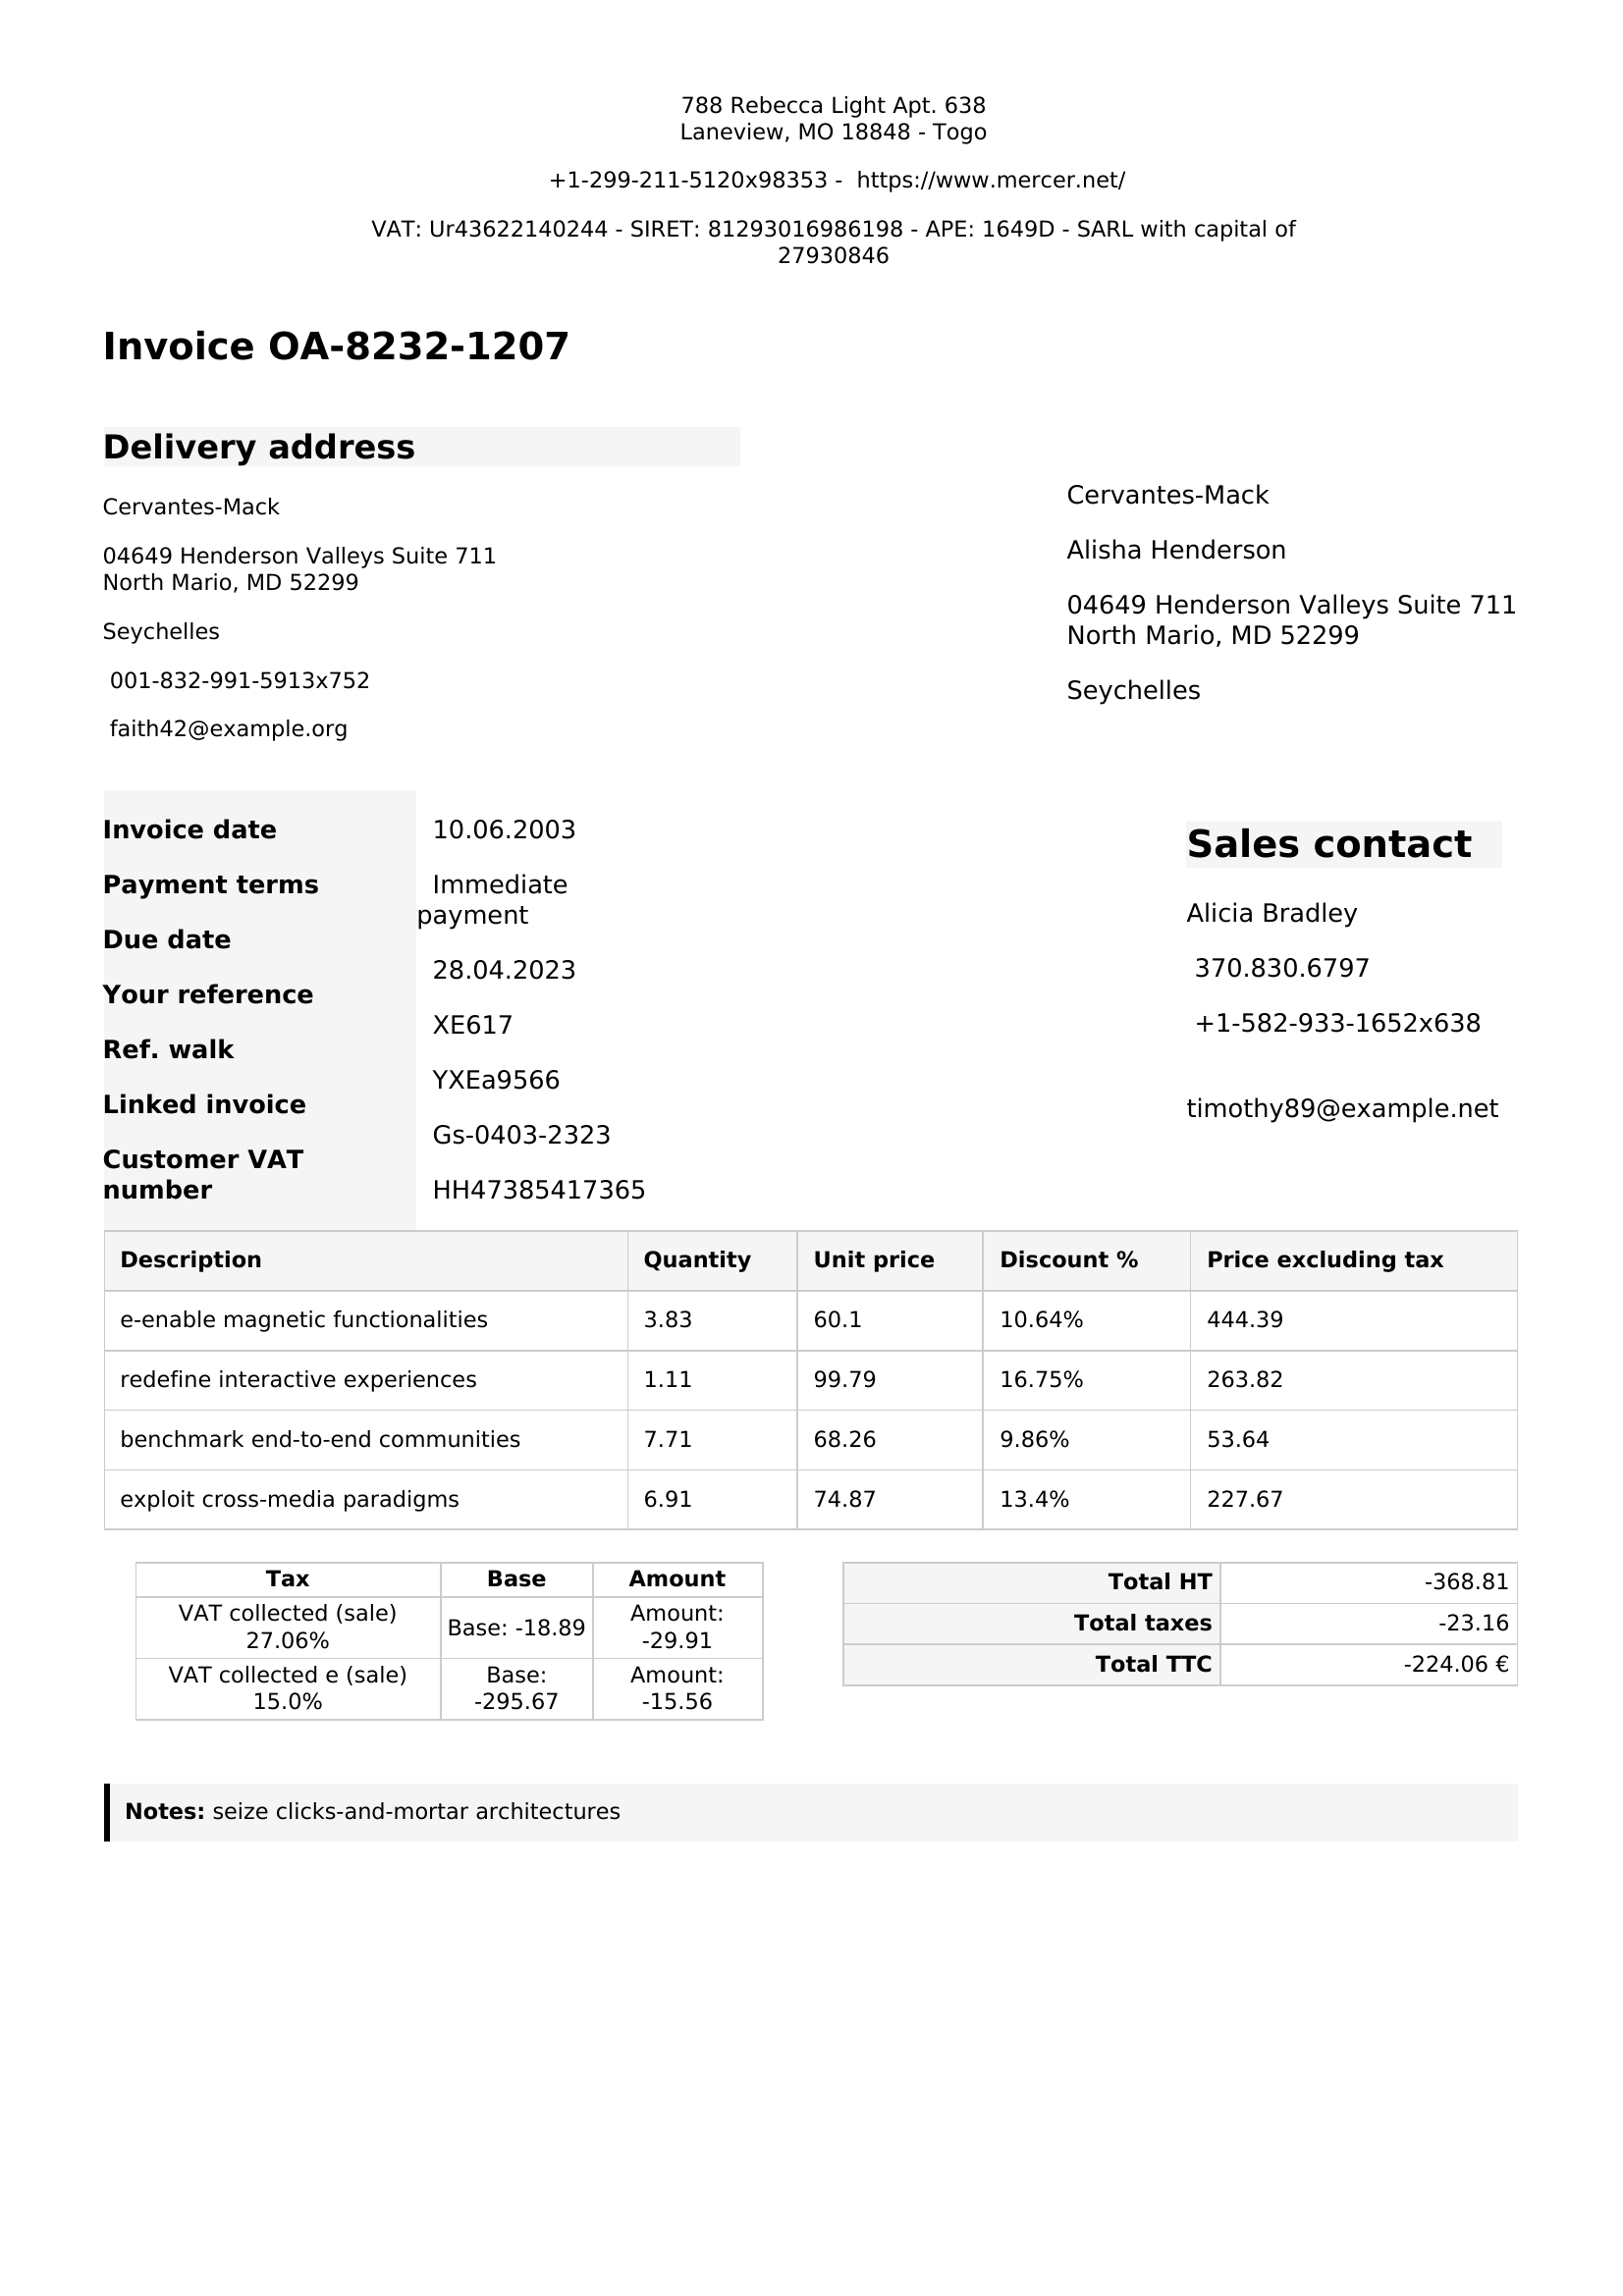 788 Rebecca Light Apt. 638
Laneview, MO 18848 - Togo
+1-299-211-5120x98353 -  https://www.mercer.net/
VAT: Ur43622140244 - SIRET: 81293016986198 - APE: 1649D - SARL with capital of
27930846
Invoice OA-8232-1207
Delivery address
Cervantes-Mack
04649 Henderson Valleys Suite 711
North Mario, MD 52299
Seychelles
001-832-991-5913x752
faith42@example.org
Cervantes-Mack
Alisha Henderson
04649 Henderson Valleys Suite 711
North Mario, MD 52299
Seychelles
Invoice date
Payment terms
Due date
Your reference
Ref. walk
Linked invoice
Customer VAT
number
10.06.2003
Immediate
payment
28.04.2023
XE617
YXEa9566
Gs-0403-2323
HH47385417365
Sales contact
Alicia Bradley
370.830.6797
+1-582-933-1652x638
timothy89@example.net
Description Quantity Unit price Discount % Price excluding tax
e-enable magnetic functionalities 3.83 60.1 10.64% 444.39
redefine interactive experiences 1.11 99.79 16.75% 263.82
benchmark end-to-end communities 7.71 68.26 9.86% 53.64
exploit cross-media paradigms 6.91 74.87 13.4% 227.67
Tax Base Amount
VAT collected (sale)
27.06%
Base: -18.89
Amount:
-29.91
VAT collected e (sale)
15.0%
Base:
-295.67
Amount:
-15.56
Total HT -368.81
Total taxes -23.16
Total TTC -224.06 €
Notes: seize clicks-and-mortar architectures